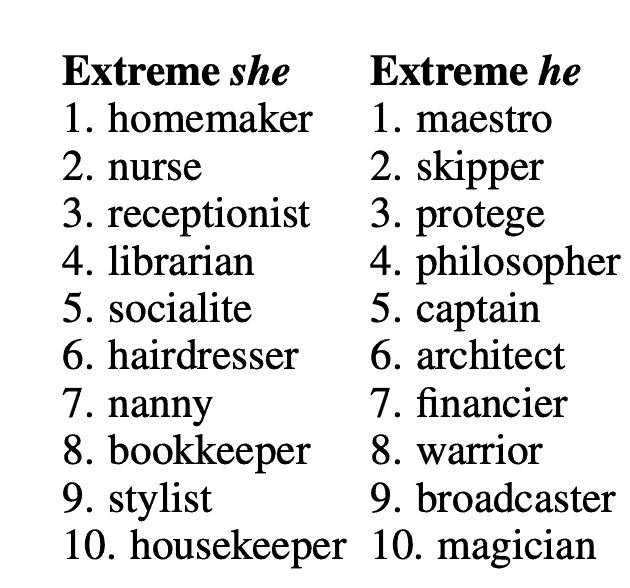 Extreme she Extreme he
1. homemaker 1. maestro
2. nurse 2. skipper
3. receptionist 3. protege
4. librarian 4. philosopher
5. socialite 5. captain
6. hairdresser 6. architect
7. nanny 7. financier
8. bookkeeper 8. warrior
9. stylist 9. broadcaster
10. housekeeper 10. magician